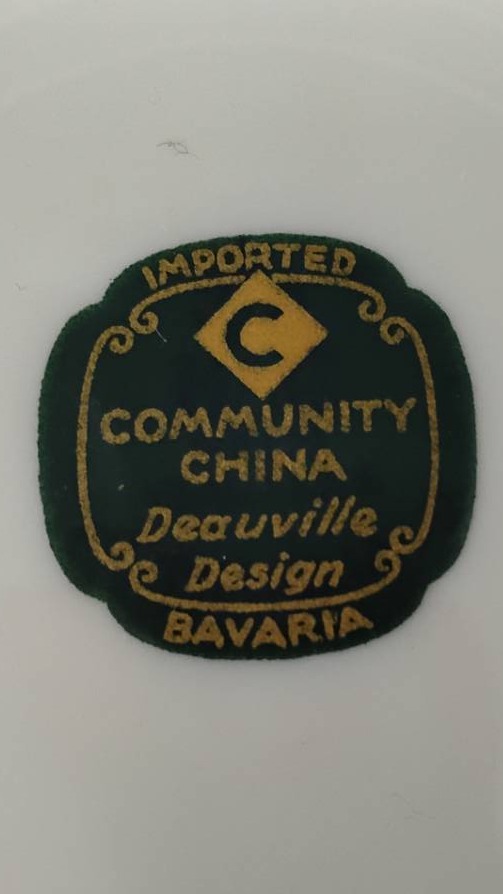 IMPORTED
C
COMMUNITY
CHINA
Deauville
Design
BAVARIA